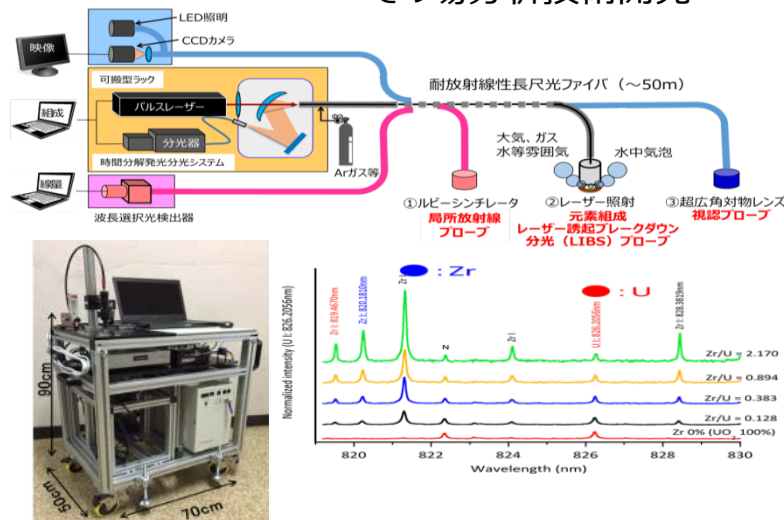 LED照明
CCDカメラ
映像
可搬型ラック
パルスレーザー
組成
分光器
時間分解発光分光システム
Arガス等
線量
波長選択光検出器
耐放射線性長尺光ファイバ（～50m）
大気、ガス
水等雰囲気
水中気泡
①ルビーシンチレータ
局所放射線
プローブ
②レーザー照射
元素組成
レーザー誘起ブレークダウン
分光（LIBS）プローブ
③超広角対物レンズ
視認プローブ
90cm
50cm
70cm
: Zr
: U
Normalized intensity (U I: 826.2056nm)
Zr I: 819.4670nm
Zr I: 820.1810nm
Zr I
N
Zr I
U I: 826.2056nm
Zr I: 828.3819nm
Zr/U = 2.170
Zr/U = 0.894
Zr/U = 0.383
Zr/U = 0.128
Zr 0% (UO2 100%)
820 822 824 826 828 830
Wavelength (nm)